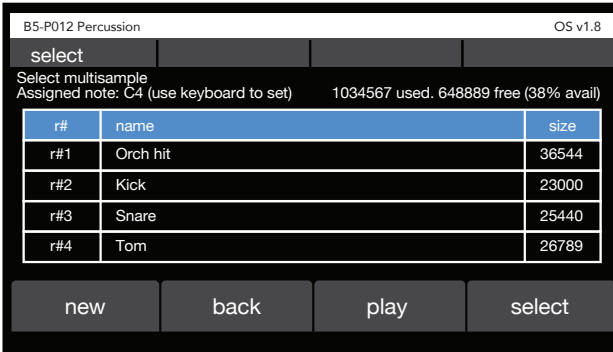 B5-P012 Percussion OS v1.8
select
Select multisample
Assigned note: C4 (use keyboard to set) 1034567 used. 648889 free (38% avail)
r# name size
r#1 Orch hit 36544
r#2 Kick 23000
r#3 Snare 25440
r#4 Tom 26789
new back play select